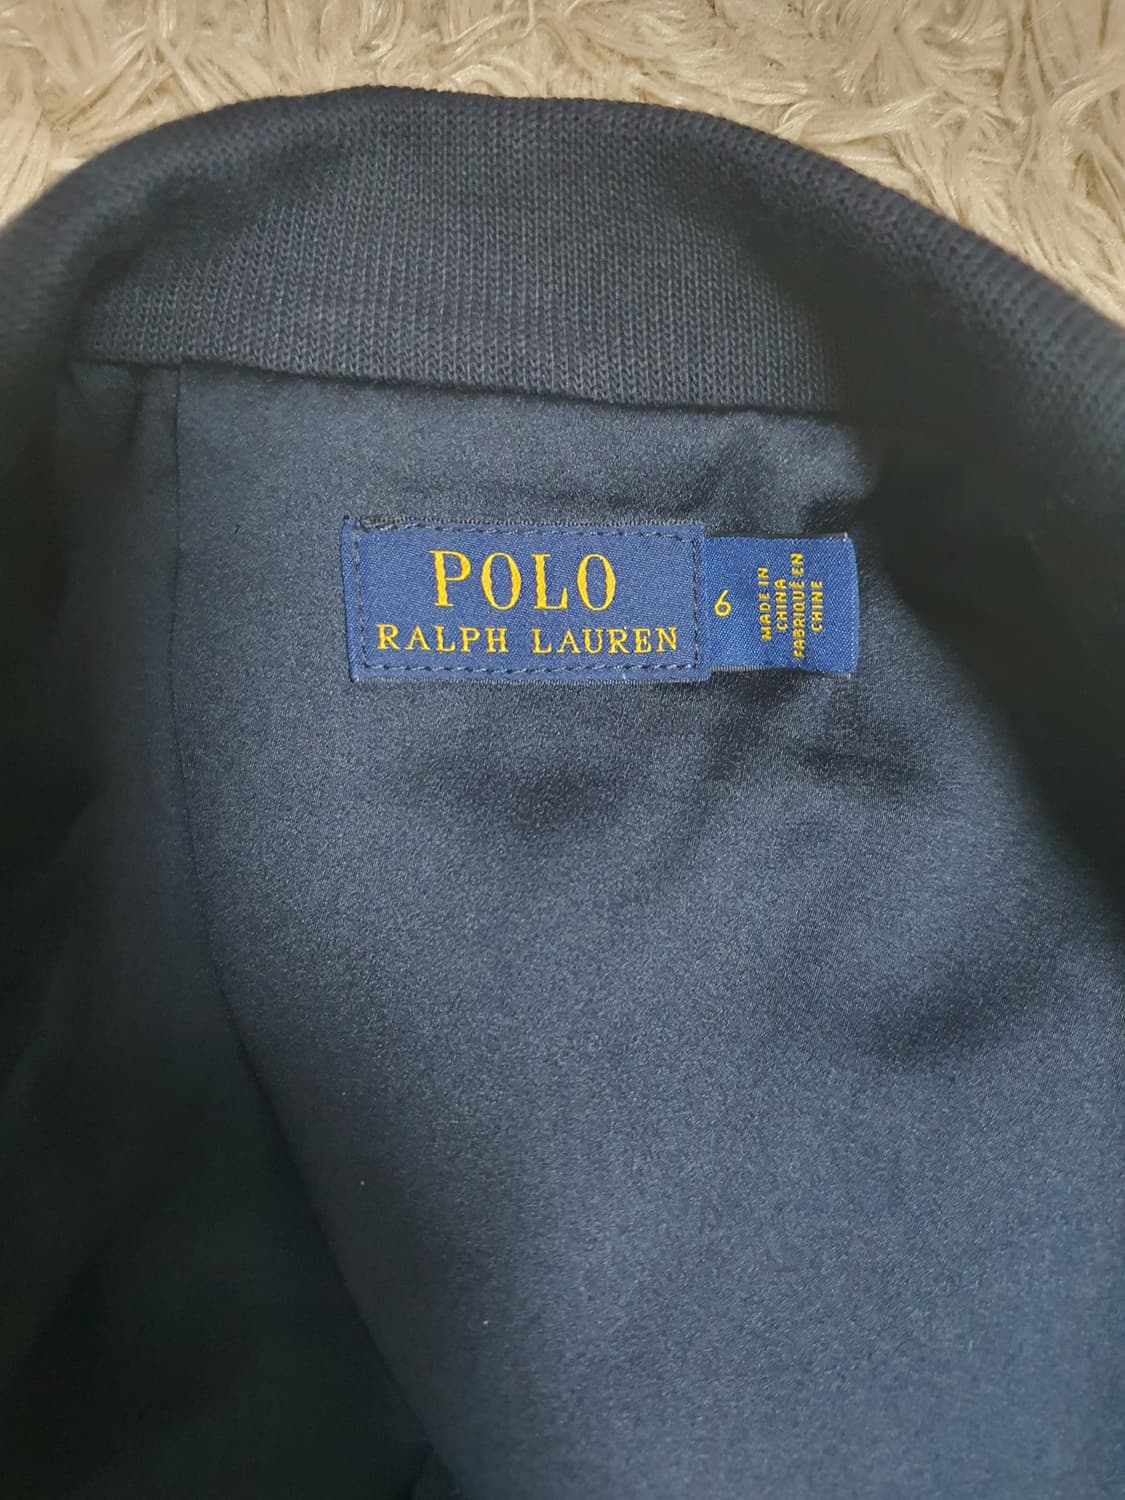 POLO
RALPH LAUREN
6
MADE IN
CHINA
FABRIQUÉ EN
CHINE